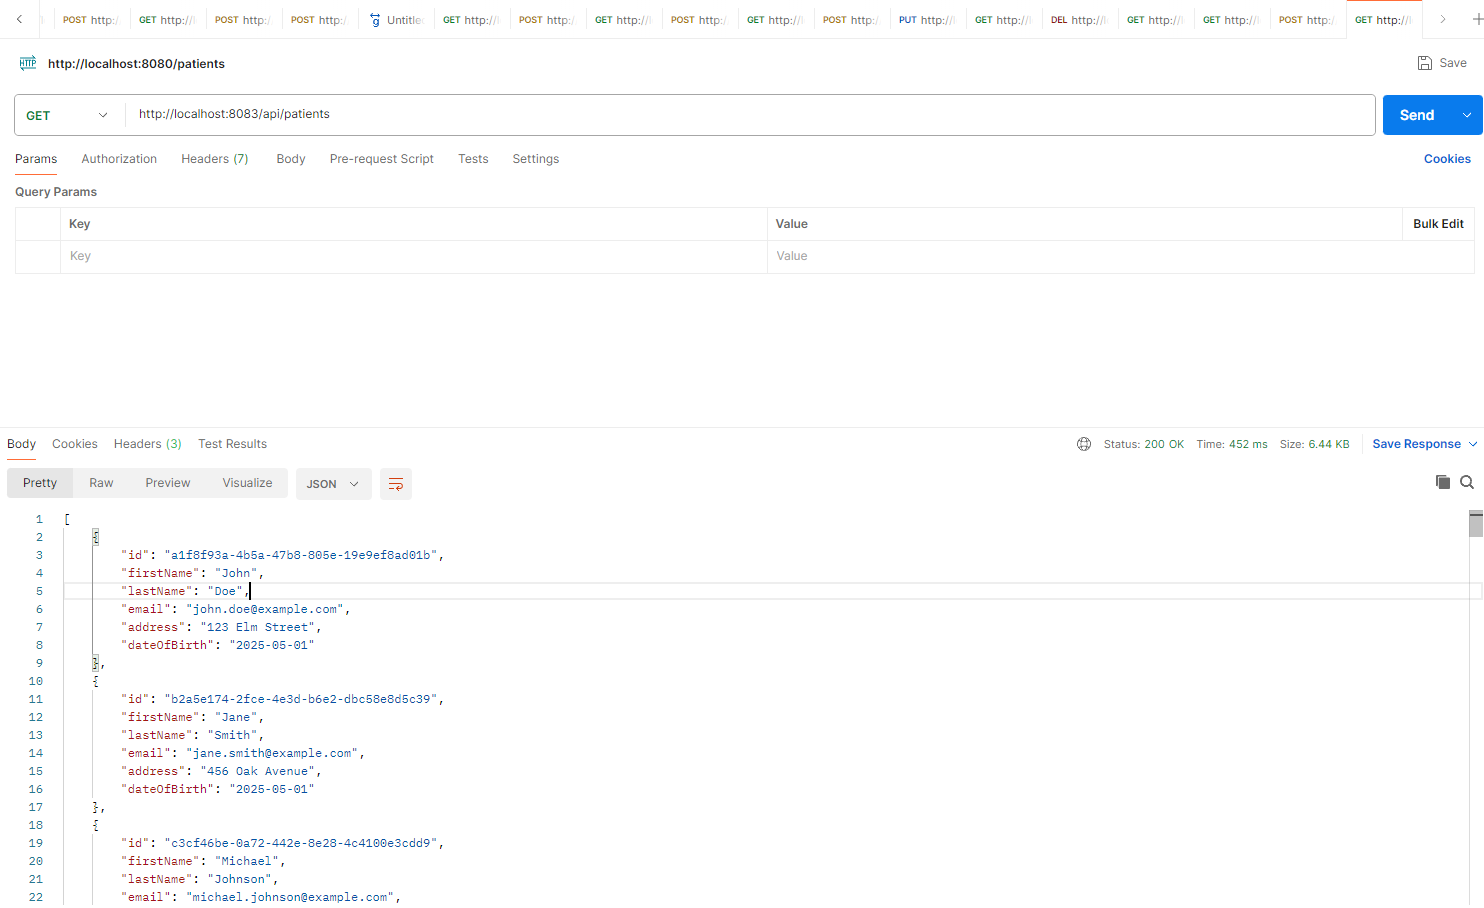 POST http:/ GET http://l POST http:/ POST http:/ Untitle GET http://l POST http:/ GET http://l POST http:/ GET http://l POST http:/ PUT http://l GET http://l DEL http://l GET http://l GET http://l POST http:/ GET http://l
HTTP http://localhost:8080/patients Save
GET http://localhost:8083/api/patients Send
Params Authorization Headers (7) Body Pre-request Script Tests Settings Cookies
Query Params
Key Value Bulk Edit
Key Value
Body Cookies Headers (3) Test Results Status: 200 OK Time: 452 ms Size: 6.44 KB Save Response
Pretty Raw Preview Visualize JSON
1 [
2 {
3 "id": "a1f8f93a-4b5a-47b8-805e-19e9ef8ad01b",
4 "firstName": "John",
5 "lastName": "Doe",
6 "email": "john.doe@example.com",
7 "address": "123 Elm Street",
8 "dateOfBirth": "2025-05-01"
9 },
10 {
11 "id": "b2a5e174-2fce-4e3d-b6e2-dbc58e8d5c39",
12 "firstName": "Jane",
13 "lastName": "Smith",
14 "email": "jane.smith@example.com",
15 "address": "456 Oak Avenue",
16 "dateOfBirth": "2025-05-01"
17 },
18 {
19 "id": "c3cf46be-0a72-442e-8e28-4c4100e3cdd9",
20 "firstName": "Michael",
21 "lastName": "Johnson",
22 "email": "michael.johnson@example.com",